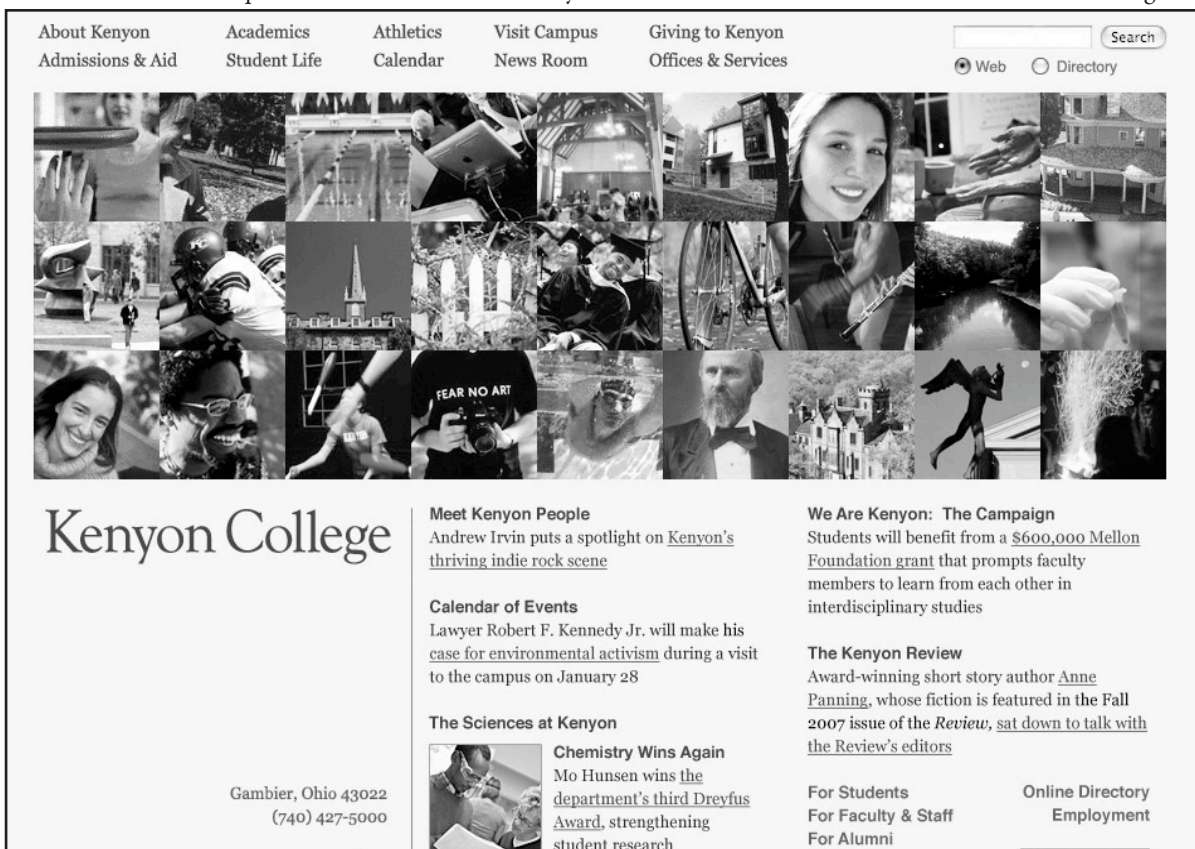 About Kenyon Academics Athletics Visit Campus Giving to Kenyon
Admissions & Aid Student Life Calendar News Room Offices & Services
Search
Web Directory
FEAR NO ART
Kenyon College
Gambier, Ohio 43022
(740) 427-5000
Meet Kenyon People
Andrew Irvin puts a spotlight on Kenyon's
thriving indie rock scene
Calendar of Events
Lawyer Robert F. Kennedy Jr. will make his
case for environmental activism during a visit
to the campus on January 28
The Sciences at Kenyon
Chemistry Wins Again
Mo Hunsen wins the
department's third Dreyfus
Award, strengthening
student research
We Are Kenyon: The Campaign
Students will benefit from a $600,000 Mellon
Foundation grant that prompts faculty
members to learn from each other in
interdisciplinary studies
The Kenyon Review
Award-winning short story author Anne
Panning, whose fiction is featured in the Fall
2007 issue of the Review, sat down to talk with
the Review's editors
For Students
For Faculty & Staff
For Alumni
Online Directory
Employment